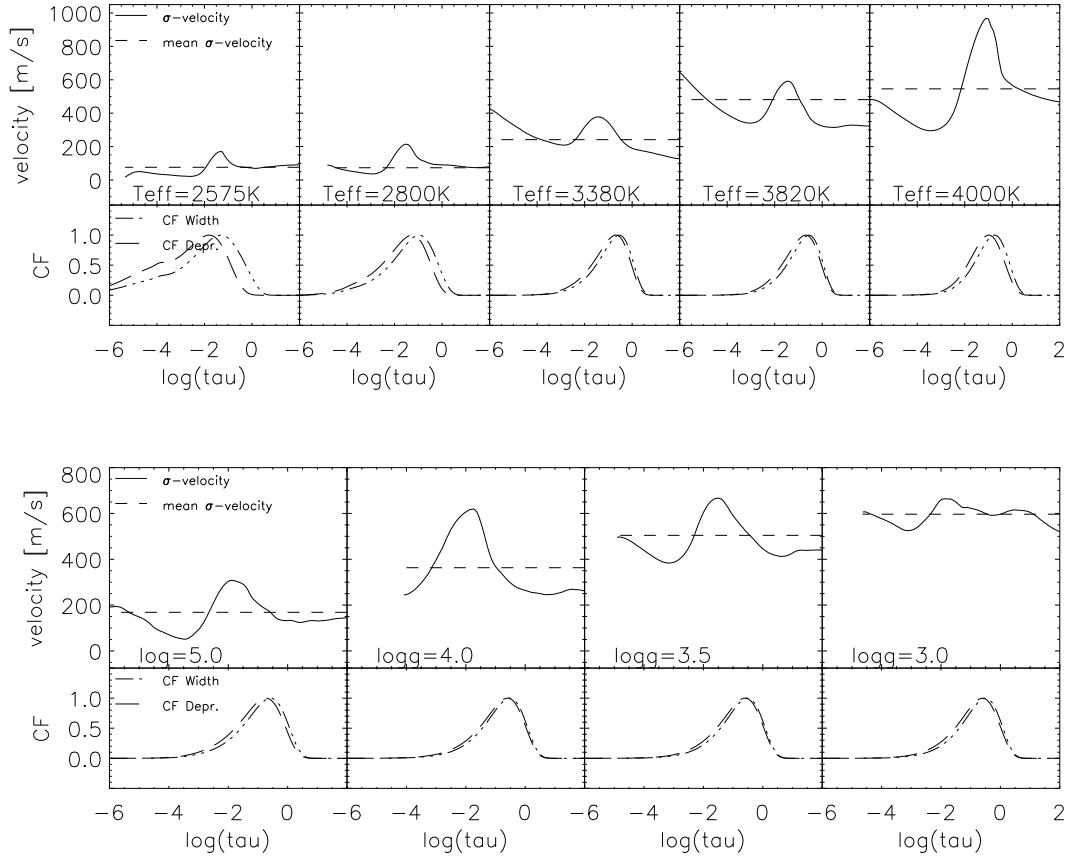 1000
800
600
400
200
0
velocity [m/s]
σ-velocity
mean σ-velocity
Teff=2575K
Teff=2800K
Teff=3380K
Teff=3820K
Teff=4000K
CF Width
CF Depr.
1.0
0.5
0.0
CF
−6 −4 −2 0 −6 −4 −2 0 −6 −4 −2 0 −6 −4 −2 0 −6 −4 −2 0 2
log(tau) log(tau) log(tau) log(tau) log(tau)
800
600
400
200
0
velocity [m/s]
σ-velocity
mean σ-velocity
logg=5.0
logg=4.0
logg=3.5
logg=3.0
CF Width
CF Depr.
1.0
0.5
0.0
CF
−6 −4 −2 0 −6 −4 −2 0 −6 −4 −2 0 −6 −4 −2 0 2
log(tau) log(tau) log(tau) log(tau)